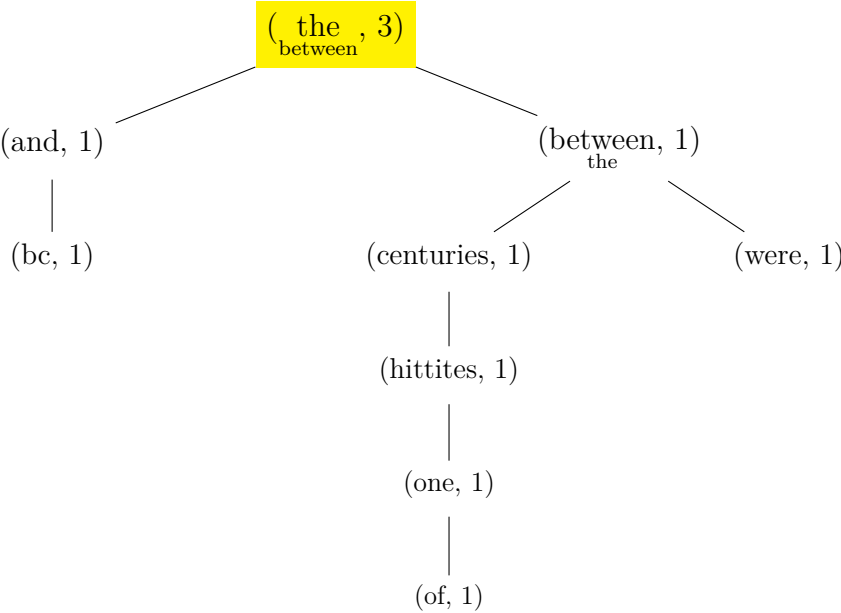 ( the , 3)
between
(and, 1) (between, 1)
the
(bc, 1) (centuries, 1) (were, 1)
(hittites, 1)
(one, 1)
(of, 1)